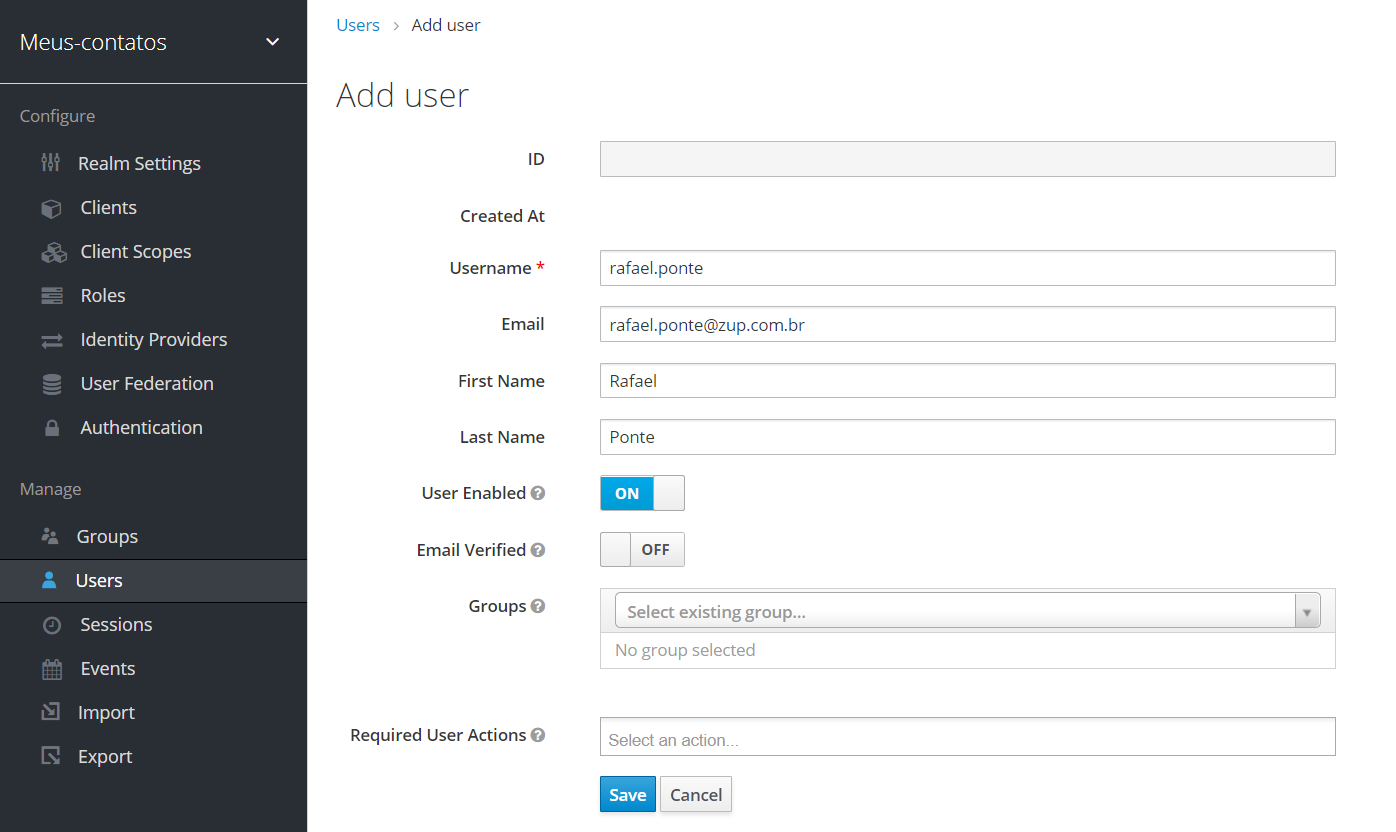 Meus-contatos
Configure
Realm Settings
Clients
Client Scopes
Roles
Identity Providers
User Federation
Authentication
Manage
Groups
Users
Sessions
Events
Import
Export
Users > Add user
Add user
ID
Created At
Username * rafael.ponte
Email rafael.ponte@zup.com.br
First Name Rafael
Last Name Ponte
User Enabled ? ON
Email Verified ? OFF
Groups ? Select existing group...
No group selected
Required User Actions ? Select an action...
Save Cancel